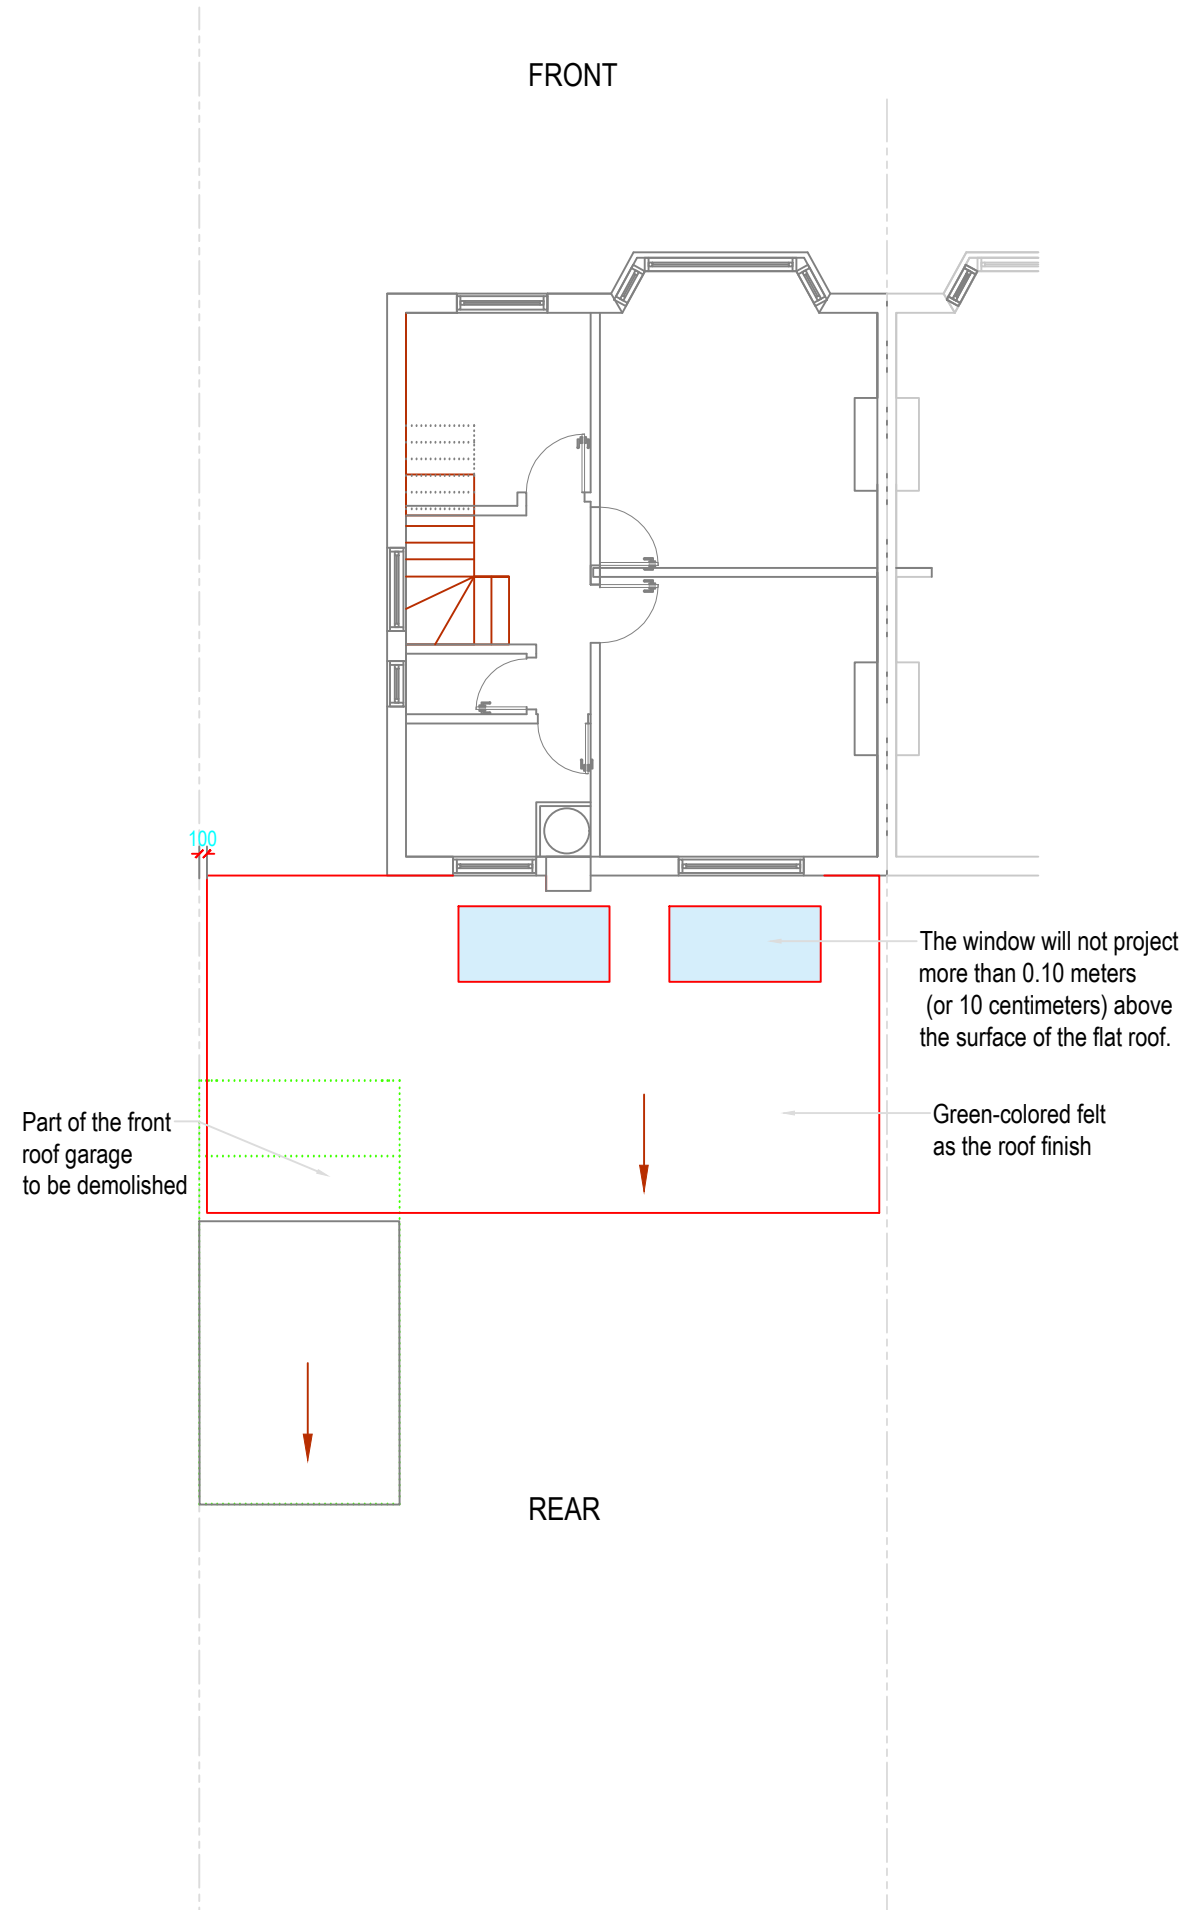 FRONT
100
The window will not project
more than 0.10 meters
(or 10 centimeters) above
the surface of the flat roof.
Part of the front
roof garage
to be demolished
Green-colored felt
as the roof finish
REAR